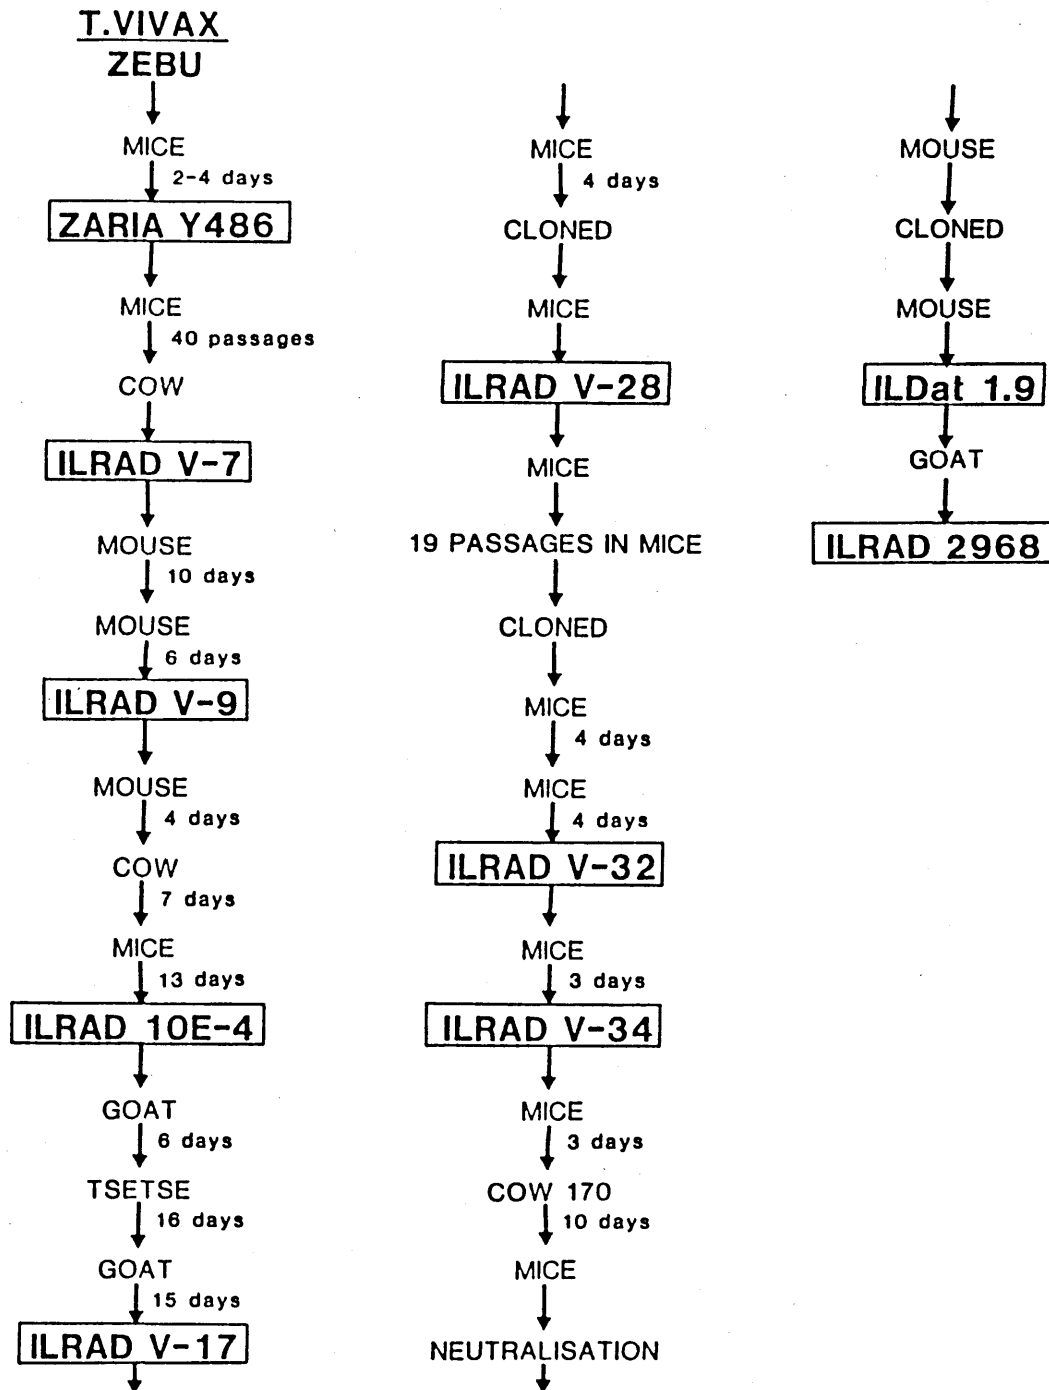 T.VIVAX
ZEBU
MICE
2-4 days
ZARIA Y486
MICE
40 passages
COW
ILRAD V-7
MOUSE
10 days
MOUSE
6 days
ILRAD V-9
MOUSE
4 days
COW
7 days
MICE
13 days
ILRAD 10E-4
GOAT
6 days
TSETSE
16 days
GOAT
15 days
ILRAD V-17
MICE
4 days
CLONED
MICE
ILRAD V-28
MICE
19 PASSAGES IN MICE
CLONED
MICE
4 days
MICE
4 days
ILRAD V-32
MICE
3 days
ILRAD V-34
MICE
3 days
COW 170
10 days
MICE
NEUTRALISATION
MOUSE
CLONED
MOUSE
ILDat 1.9
GOAT
ILRAD 2968